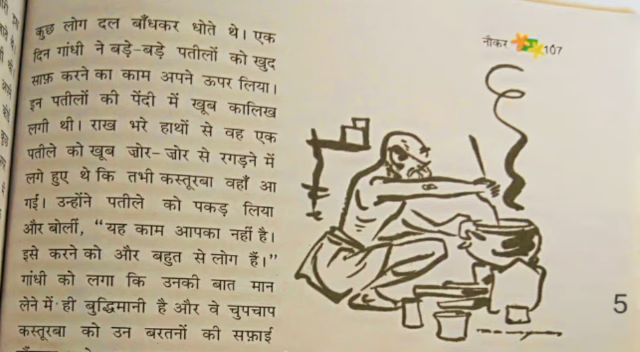 कुछ लोग दल बाँधकर धोते थे। एक
दिन गांधी ने बड़े-बड़े पतीलों को खुद
साफ़ करने का काम अपने ऊपर लिया।
इन पतीलों की पेंदी में खूब कालिख
लगी थी। राख भरे हाथों से वह एक
पतीले को खूब ज़ोर-ज़ोर से रगड़ने में
लगे हुए थे कि तभी कस्तूरबा वहाँ आ
गईं। उन्होंने पतीले को पकड़ लिया
और बोलीं, “यह काम आपका नहीं है।
इसे करने को और बहुत से लोग हैं।”
गांधी को लगा कि उनकी बात मान
लेने में ही बुद्धिमानी है और वे चुपचाप
कस्तूरबा को उन बरतनों की सफ़ाई
नौकर 107
5